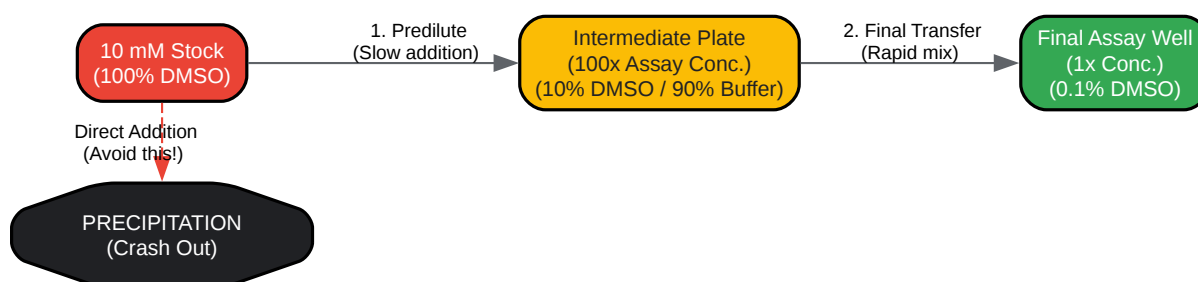 10 mM Stock
(100% DMSO)
1. Predilute
(Slow addition)
Intermediate Plate
(100x Assay Conc.)
(10% DMSO / 90% Buffer)
2. Final Transfer
(Rapid mix)
Final Assay Well
(1x Conc.)
(0.1% DMSO)
Direct Addition
(Avoid this!)
PRECIPITATION
(Crash Out)